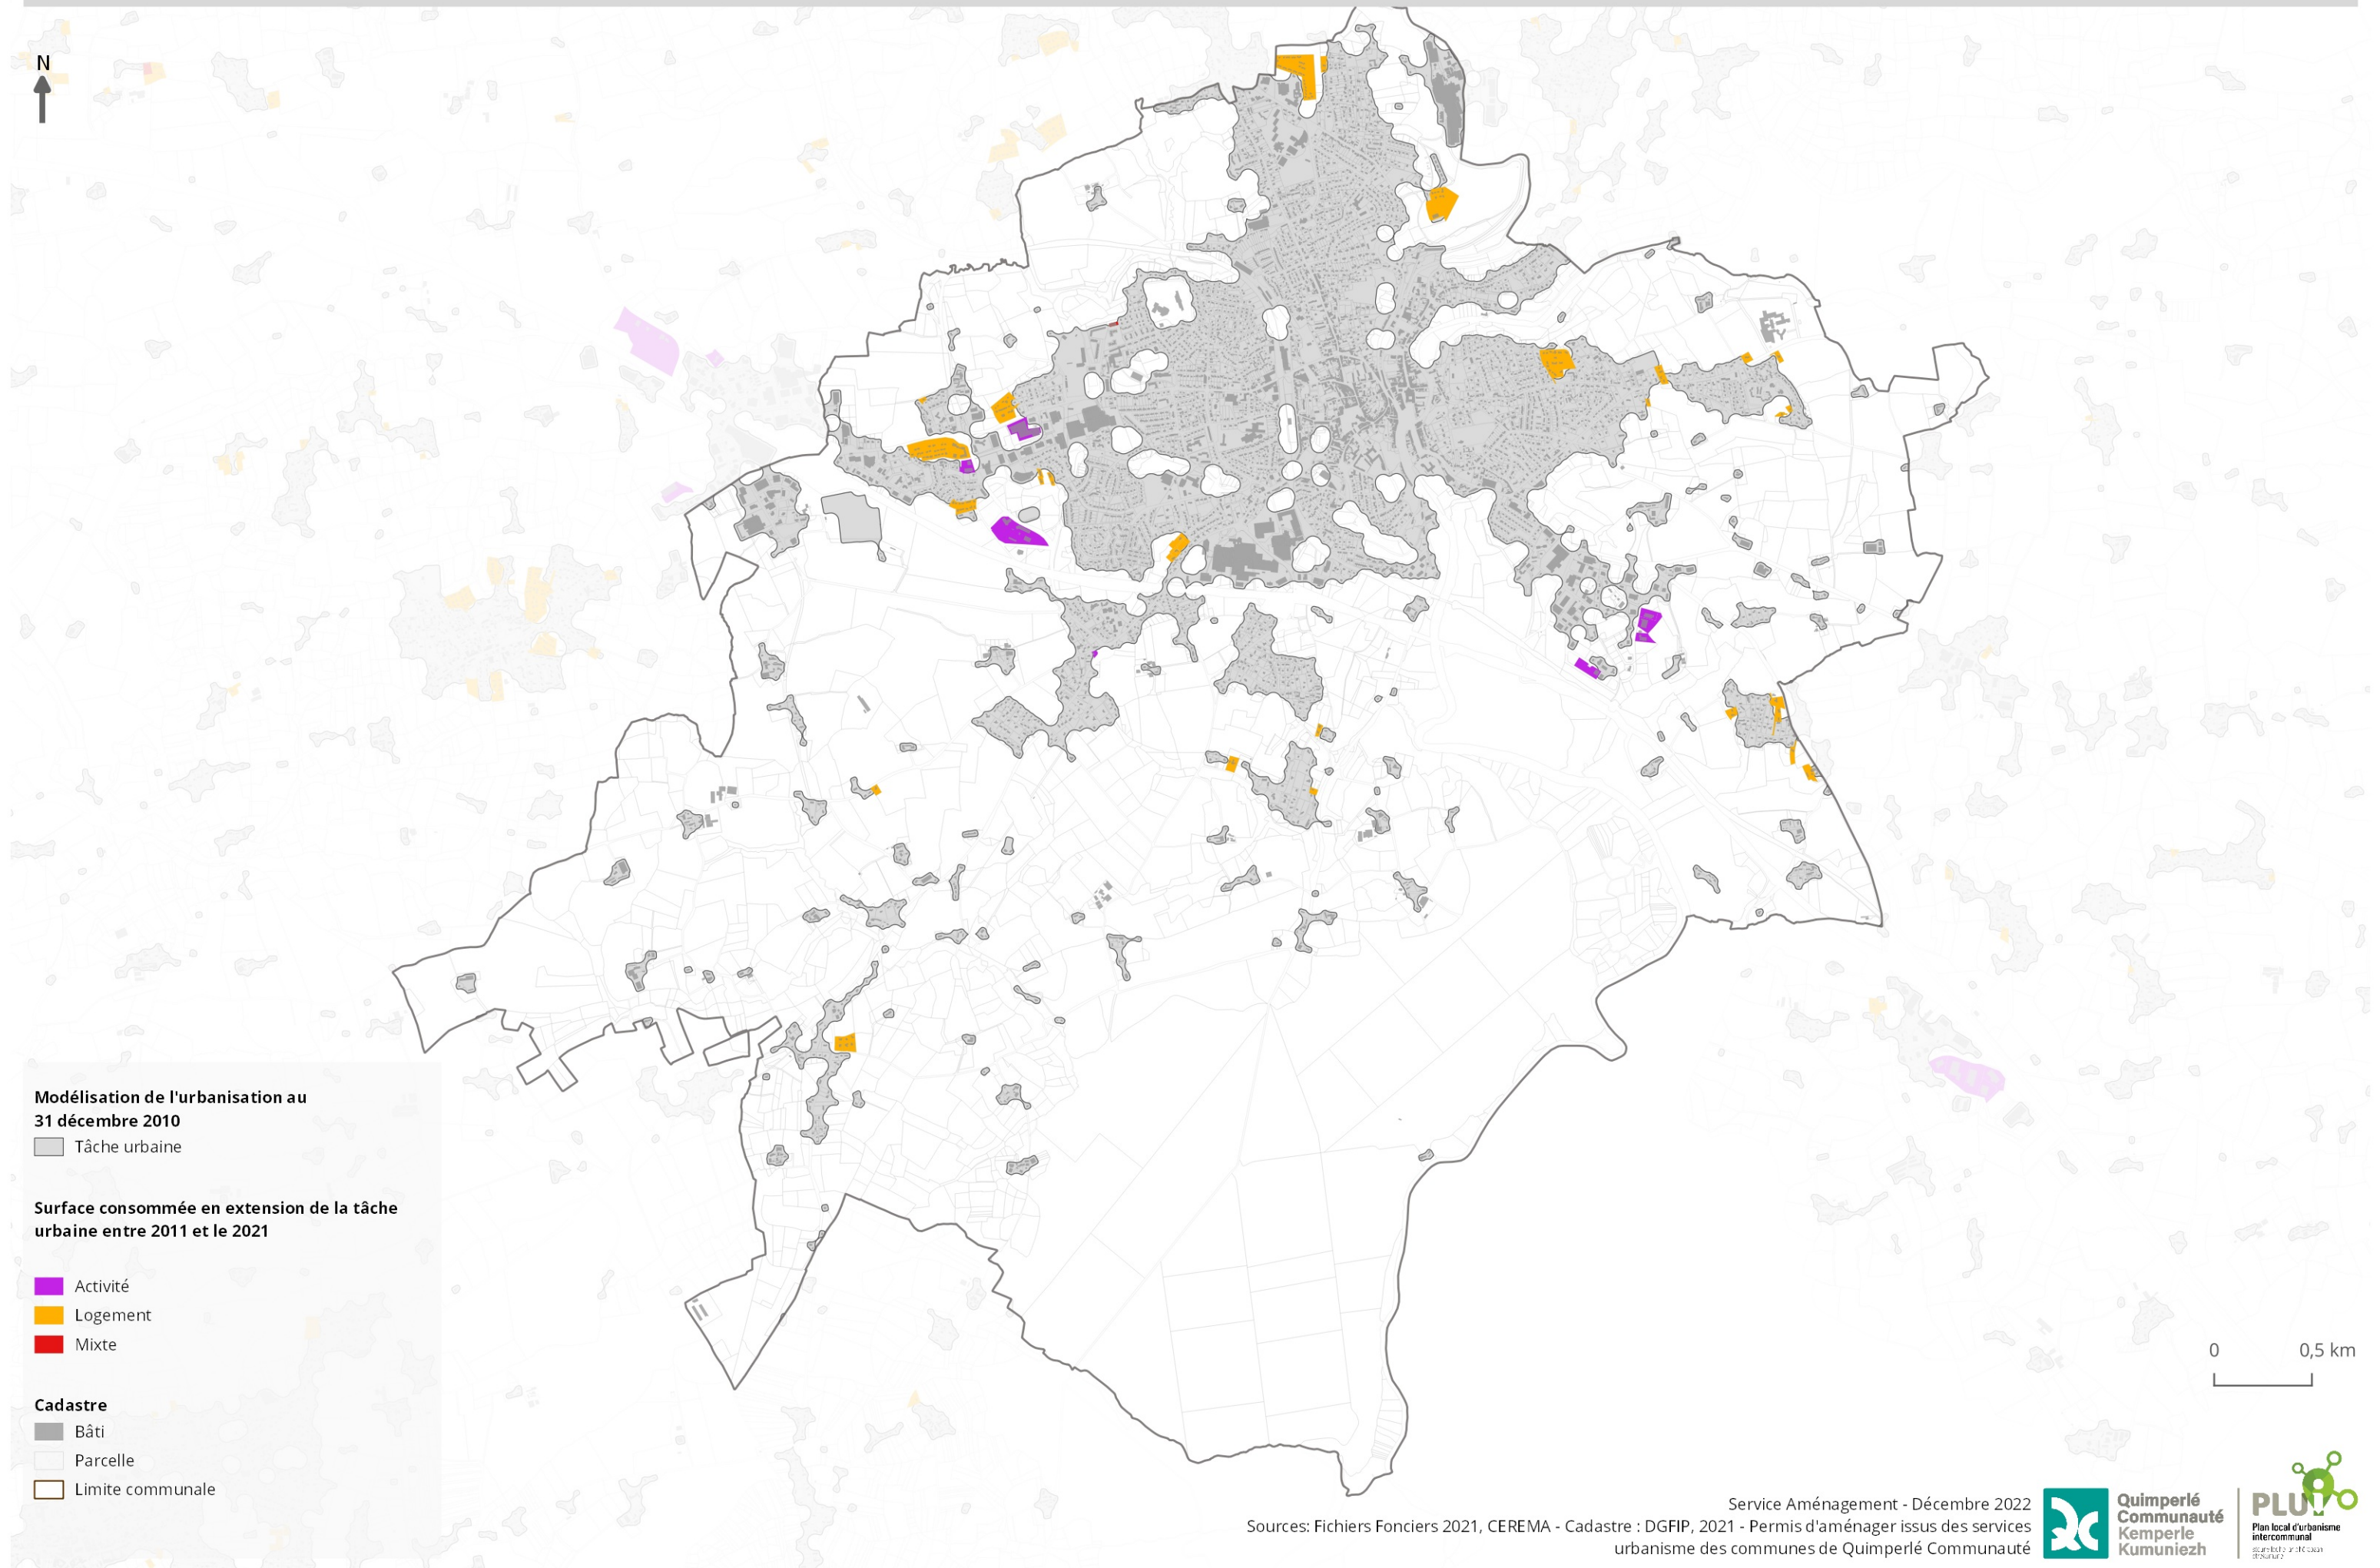 N
Modélisation de l'urbanisation au
31 décembre 2010
Tâche urbaine
Surface consommée en extension de la tâche
urbaine entre 2011 et le 2021
Activité
Logement
Mixte
Cadastre
Bâti
Parcelle
Limite communale
0 0,5 km
Service Aménagement - Décembre 2022
Sources: Fichiers Fonciers 2021, CEREMA - Cadastre : DGFIP, 2021 - Permis d'aménager issus des services
urbanisme des communes de Quimperlé Communauté
Quimperlé
Communauté
Kemperle
Kumuniezh
PLUi
Plan local d'urbanisme
intercommunal